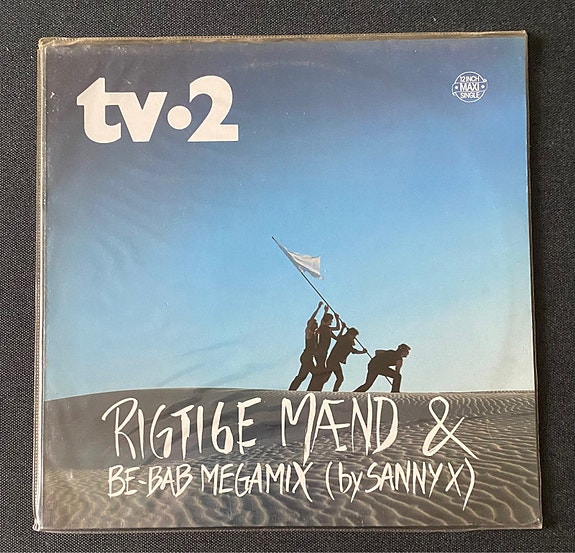 tv·2
12 INCH
MAXI
SINGLE
RIGTIGE MÆND &
BE-BAB MEGAMIX (by SANNY X)